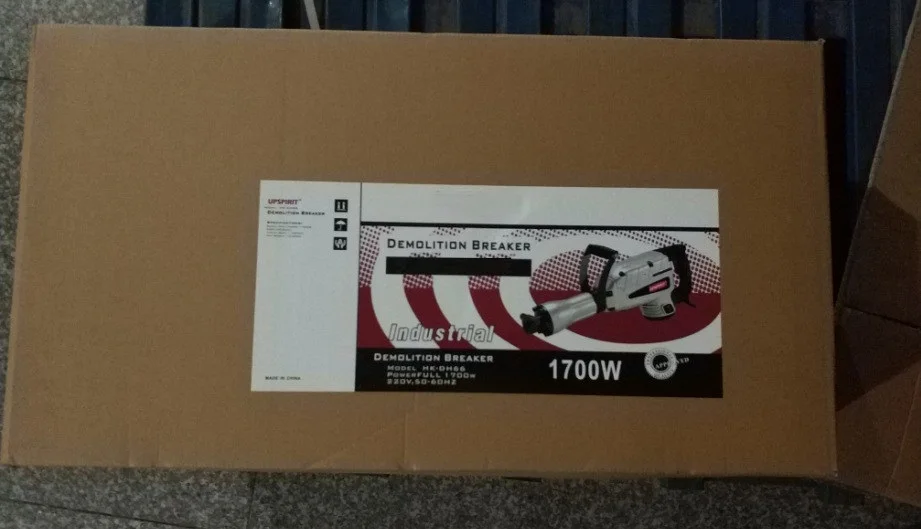 UPSPIRIT
DEMOLITION BREAKER
MADE IN CHINA
DEMOLITION BREAKER
Industrial
DEMOLITION BREAKER
MODEL HK-DH66
POWERFULL 1700W
220V,50-60HZ
1700W